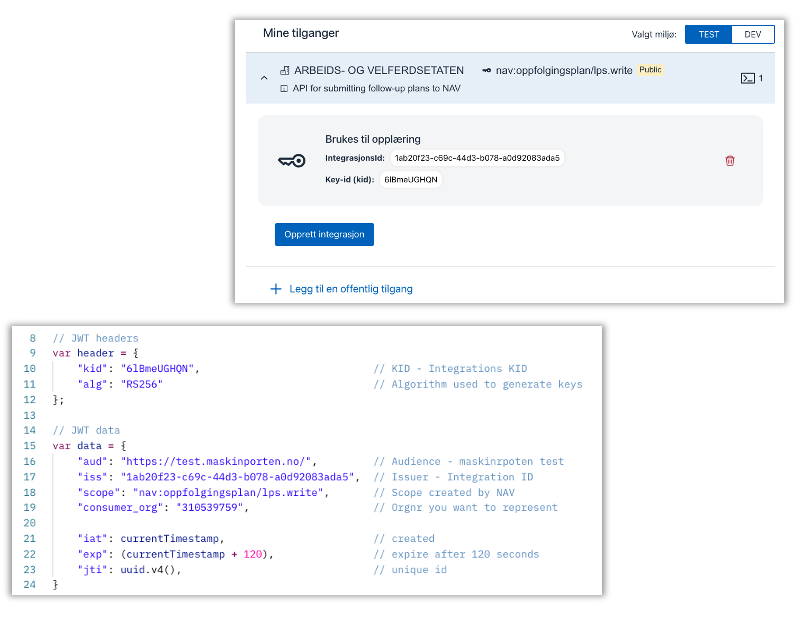 Mine tilganger
Valgt miljø: TEST DEV
ARBEIDS- OG VELFERDSETATEN nav:oppfolgingsplan/lps.write Public
API for submitting follow-up plans to NAV
1
Brukes til opplæring
IntegrasjonsId: 1ab20f23-c69c-44d3-b078-a0d92083ada5
Key-id (kid): 6lBmeUGHQN
Opprett integrasjon
Legg til en offentlig tilgang
8 // JWT headers
9 var header = {
10 "kid": "6lBmeUGHQN", // KID - Integrations KID
11 "alg": "RS256" // Algorithm used to generate keys
12 };
13
14 // JWT data
15 var data = {
16 "aud": "https://test.maskinporten.no/", // Audience - maskinrpoten test
17 "iss": "1ab20f23-c69c-44d3-b078-a0d92083ada5", // Issuer - Integration ID
18 "scope": "nav:oppfolgingsplan/lps.write", // Scope created by NAV
19 "consumer_org": "310539759", // Orgnr you want to represent
20
21 "iat": currentTimestamp, // created
22 "exp": (currentTimestamp + 120), // expire after 120 seconds
23 "jti": uuid.v4(), // unique id
24 }